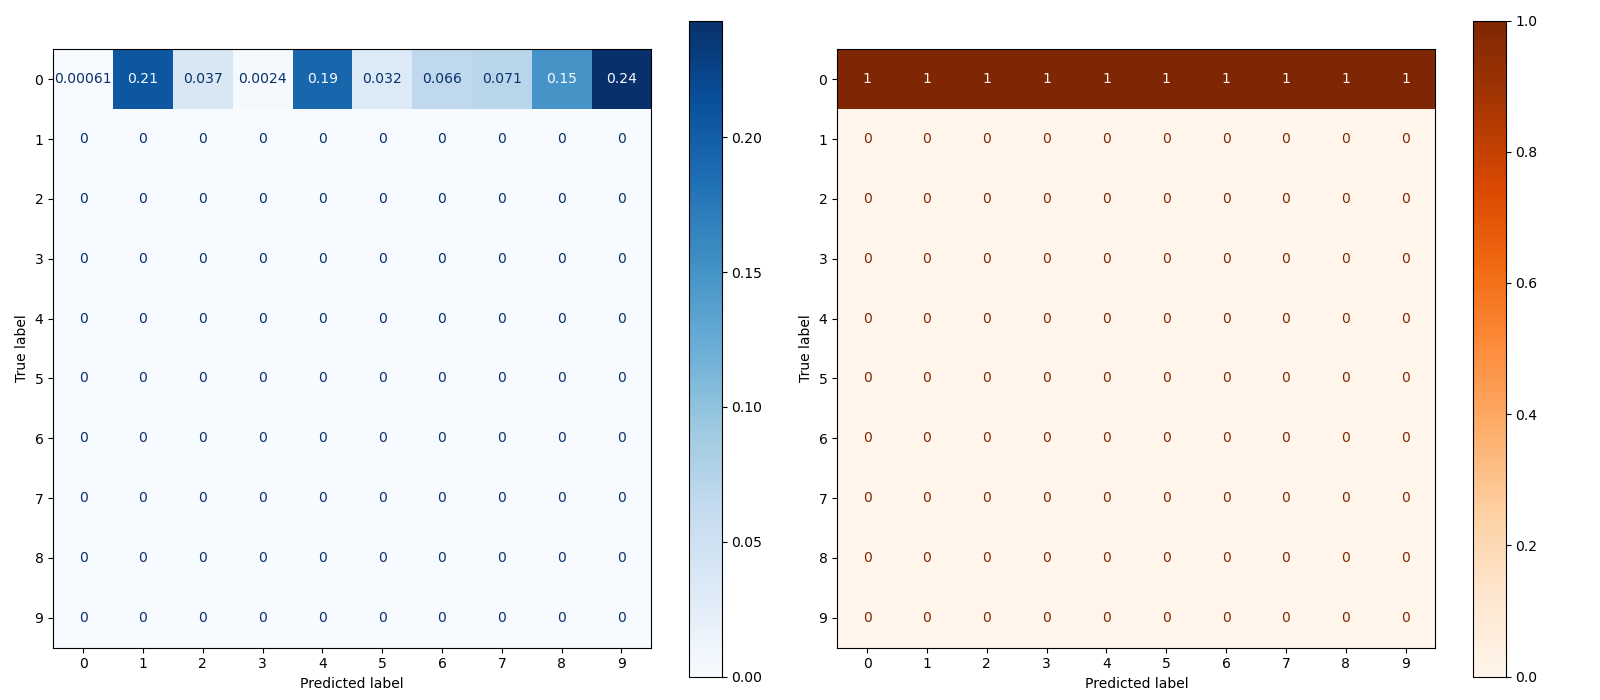 0 0.00061 0.21 0.037 0.0024 0.19 0.032 0.066 0.071 0.15 0.24
1 0 0 0 0 0 0 0 0 0 0
2 0 0 0 0 0 0 0 0 0 0
3 0 0 0 0 0 0 0 0 0 0
4 0 0 0 0 0 0 0 0 0 0
5 0 0 0 0 0 0 0 0 0 0
6 0 0 0 0 0 0 0 0 0 0
7 0 0 0 0 0 0 0 0 0 0
8 0 0 0 0 0 0 0 0 0 0
9 0 0 0 0 0 0 0 0 0 0
0 1 2 3 4 5 6 7 8 9
True label
Predicted label
0.20
0.15
0.10
0.05
0.00
0 1 1 1 1 1 1 1 1 1 1
1 0 0 0 0 0 0 0 0 0 0
2 0 0 0 0 0 0 0 0 0 0
3 0 0 0 0 0 0 0 0 0 0
4 0 0 0 0 0 0 0 0 0 0
5 0 0 0 0 0 0 0 0 0 0
6 0 0 0 0 0 0 0 0 0 0
7 0 0 0 0 0 0 0 0 0 0
8 0 0 0 0 0 0 0 0 0 0
9 0 0 0 0 0 0 0 0 0 0
0 1 2 3 4 5 6 7 8 9
True label
Predicted label
1.0
0.8
0.6
0.4
0.2
0.0